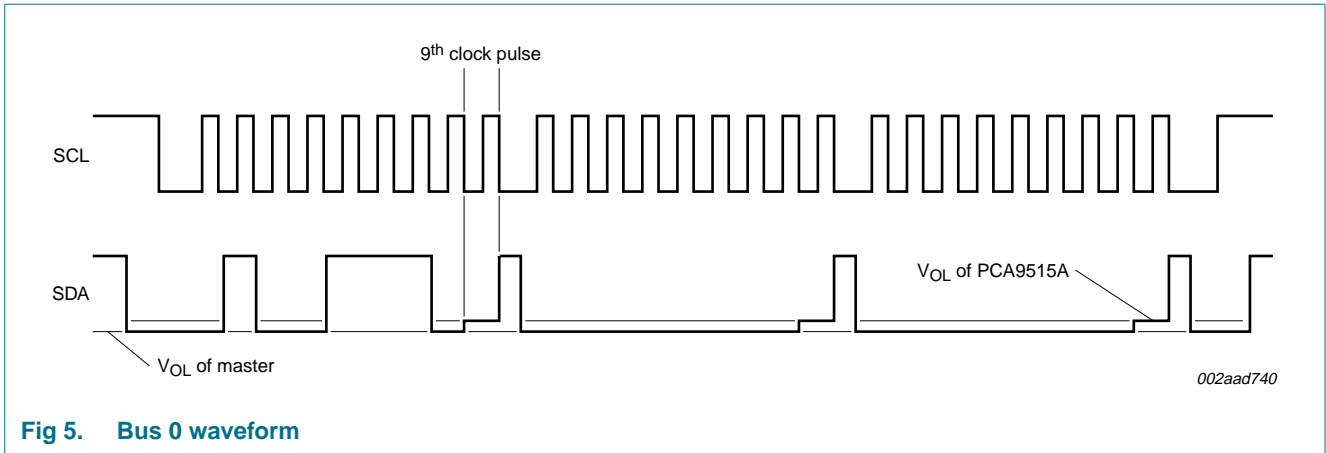 9th clock pulse
SCL
SDA
VOL of PCA9515A
VOL of master
002aad740
Fig 5. Bus 0 waveform